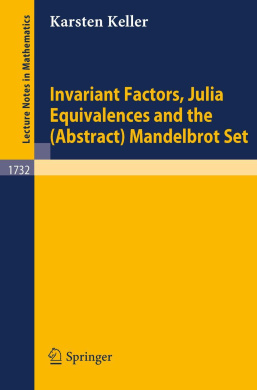 Karsten Keller
Lecture Notes in Mathematics
Invariant Factors, Julia
Equivalences and the
(Abstract) Mandelbrot Set
1732
Springer